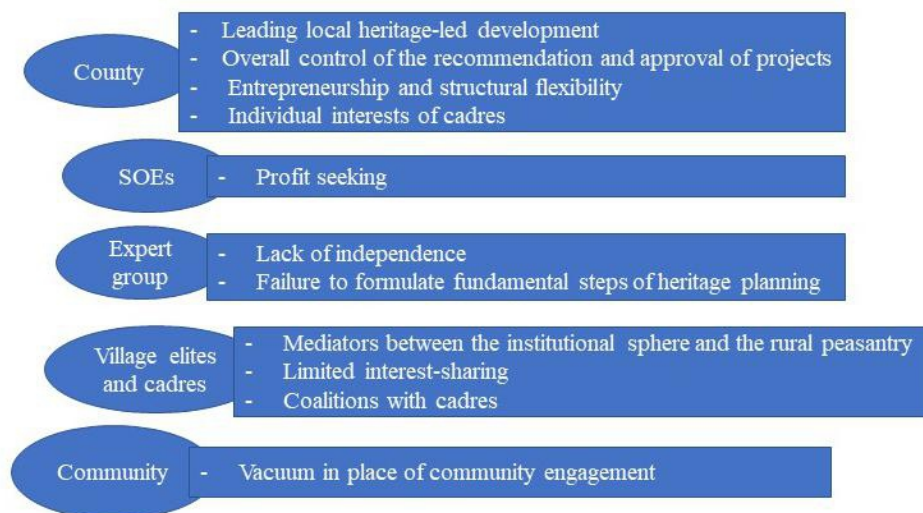 County
- Leading local heritage-led development
- Overall control of the recommendation and approval of projects
- Entrepreneurship and structural flexibility
- Individual interests of cadres
SOEs
- Profit seeking
Expert
group
- Lack of independence
- Failure to formulate fundamental steps of heritage planning
Village elites
and cadres
- Mediators between the institutional sphere and the rural peasantry
- Limited interest-sharing
- Coalitions with cadres
Community
- Vacuum in place of community engagement